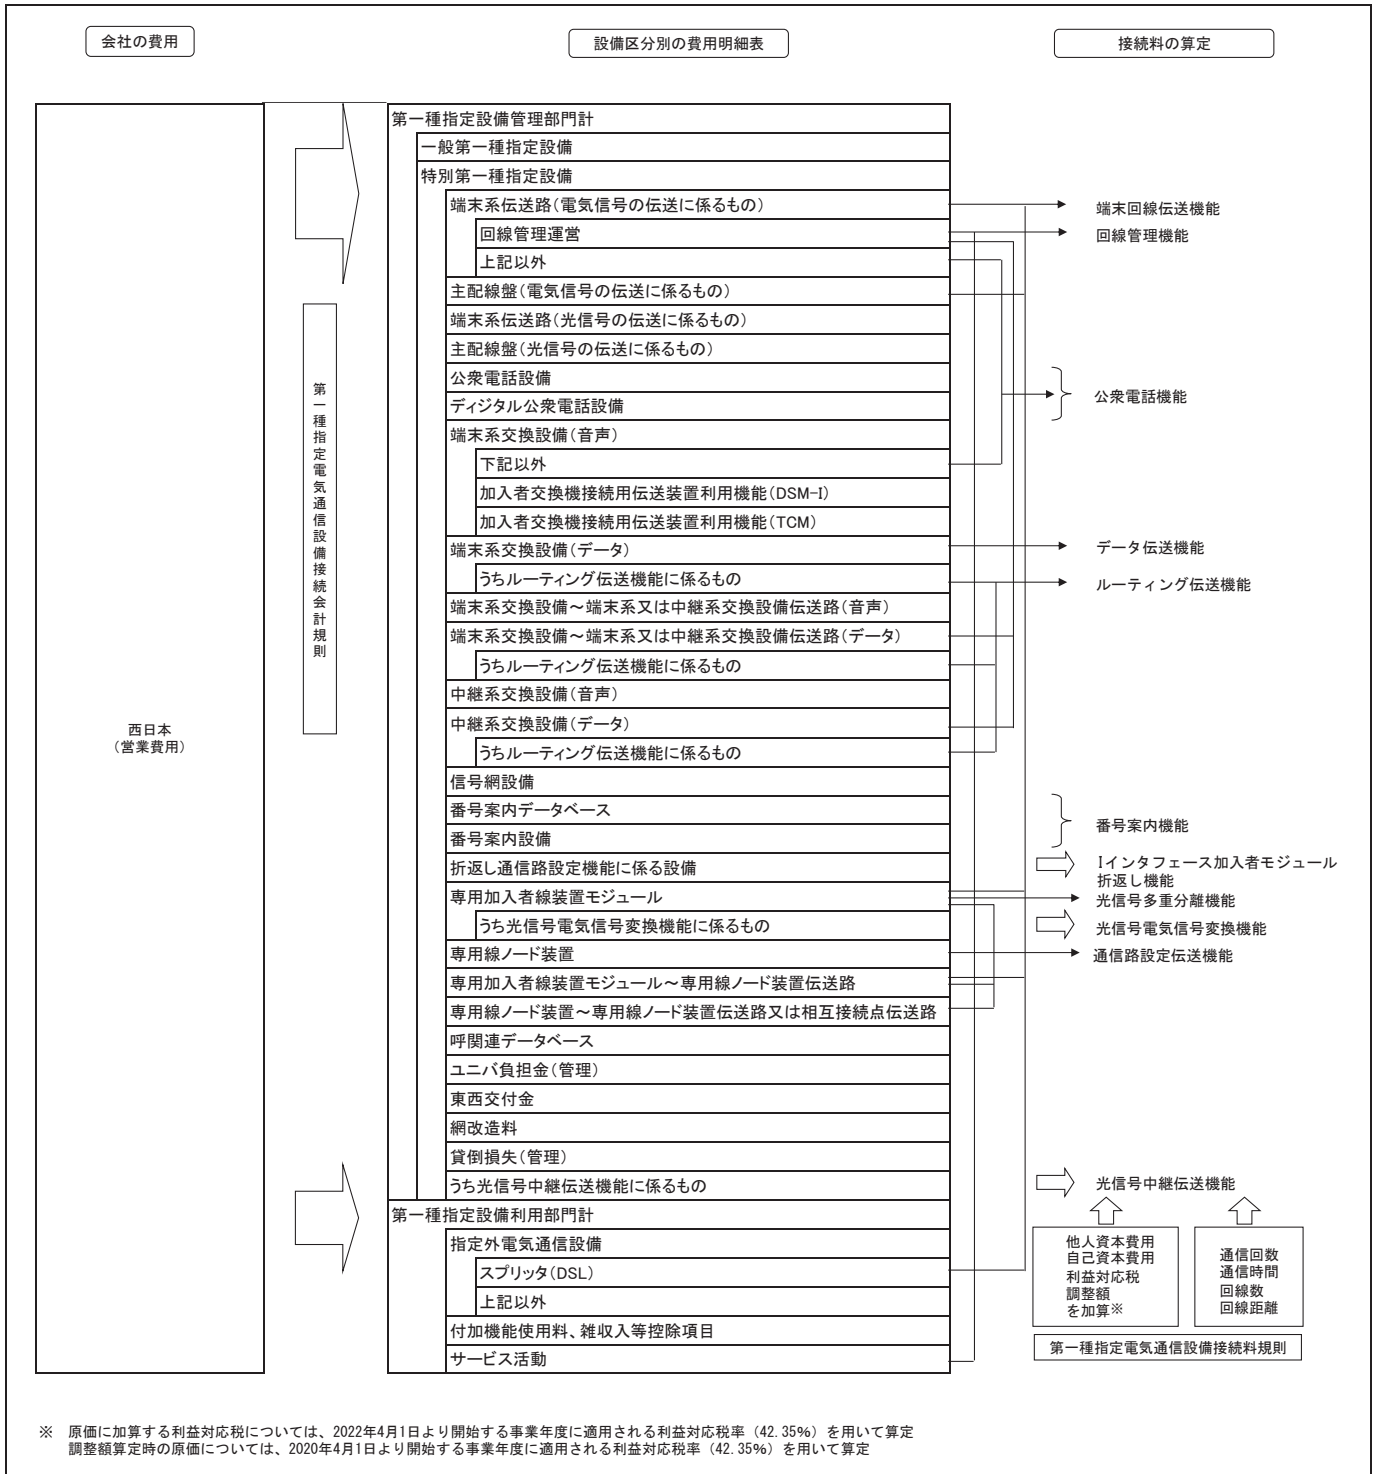 会社の費用
設備区分別の費用明細表
接続料の算定
西日本
（営業費用）
第一種指定電気通信設備接続会計規則
第一種指定設備管理部門計
一般第一種指定設備
特別第一種指定設備
端末系伝送路（電気信号の伝送に係るもの）
回線管理運営
上記以外
主配線盤（電気信号の伝送に係るもの）
端末系伝送路（光信号の伝送に係るもの）
主配線盤（光信号の伝送に係るもの）
公衆電話設備
ディジタル公衆電話設備
端末系交換設備（音声）
下記以外
加入者交換機接続用伝送装置利用機能（DSM-I）
加入者交換機接続用伝送装置利用機能（TCM）
端末系交換設備（データ）
うちルーティング伝送機能に係るもの
端末系交換設備～端末系又は中継系交換設備伝送路（音声）
端末系交換設備～端末系又は中継系交換設備伝送路（データ）
うちルーティング伝送機能に係るもの
中継系交換設備（音声）
中継系交換設備（データ）
うちルーティング伝送機能に係るもの
信号網設備
番号案内データベース
番号案内設備
折返し通信路設定機能に係る設備
専用加入者線装置モジュール
うち光信号電気信号変換機能に係るもの
専用線ノード装置
専用加入者線装置モジュール～専用線ノード装置伝送路
専用線ノード装置～専用線ノード装置伝送路又は相互接続点伝送路
呼関連データベース
ユニバ負担金（管理）
東西交付金
網改造料
貸倒損失（管理）
うち光信号中継伝送機能に係るもの
第一種指定設備利用部門計
指定外電気通信設備
スプリッタ（DSL）
上記以外
付加機能使用料、雑収入等控除項目
サービス活動
端末回線伝送機能
回線管理機能
公衆電話機能
データ伝送機能
ルーティング伝送機能
番号案内機能
Iインタフェース加入者モジュール
折返し機能
光信号多重分離機能
光信号電気信号変換機能
通信路設定伝送機能
光信号中継伝送機能
他人資本費用
自己資本費用
利益対応税
調整額
を加算※
通信回数
通信時間
回線数
回線距離
第一種指定電気通信設備接続料規則
※　原価に加算する利益対応税については、2022年4月1日より開始する事業年度に適用される利益対応税率（42.35%）を用いて算定
調整額算定時の原価については、2020年4月1日より開始する事業年度に適用される利益対応税率（42.35%）を用いて算定